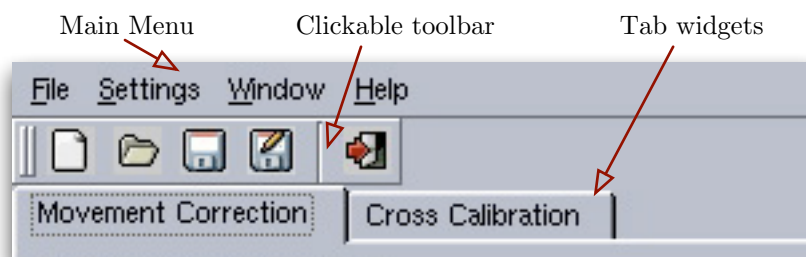 Main Menu Clickable toolbar Tab widgets
File Settings Window Help
Movement Correction Cross Calibration